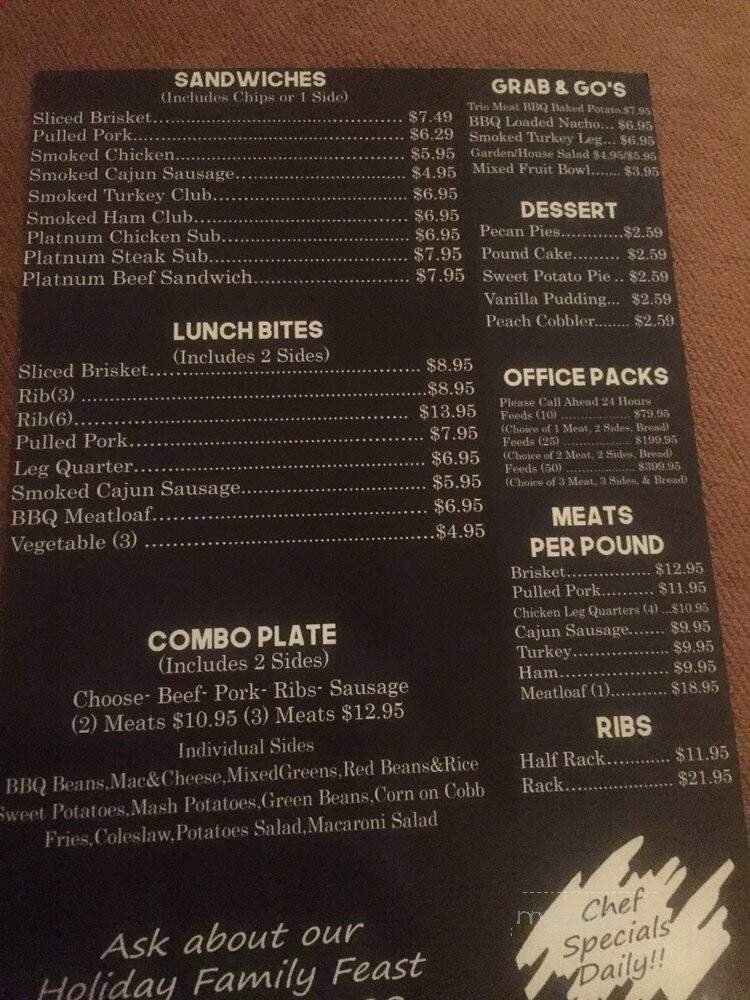 SANDWICHES
(Includes Chips or 1 Side)
Sliced Brisket.......................................... $7.49
Pulled Pork.............................................. $6.29
Smoked Chicken....................................... $5.95
Smoked Cajun Sausage............................ $4.95
Smoked Turkey Club................................. $6.95
Smoked Ham Club.................................... $6.95
Platnum Chicken Sub............................... $6.95
Platnum Steak Sub.................................. $7.95
Platnum Beef Sandwich........................... $7.95
LUNCH BITES
(Includes 2 Sides)
Sliced Brisket........................................... $8.95
Rib(3) ......................................................$8.95
Rib(6)..................................................... $13.95
Pulled Pork.............................................. $7.95
Leg Quarter.............................................. $6.95
Smoked Cajun Sausage............................. $5.95
BBQ Meatloaf........................................... $6.95
Vegetable (3) ............................................$4.95
COMBO PLATE
(Includes 2 Sides)
Choose- Beef- Pork- Ribs- Sausage
(2) Meats $10.95 (3) Meats $12.95
Individual Sides
BBQ Beans,Mac&Cheese,MixedGreens,Red Beans&Rice
Sweet Potatoes,Mash Potatoes,Green Beans,Corn on Cobb
Fries,Coleslaw,Potatoes Salad,Macaroni Salad
Ask about our
Holiday Family Feast
GRAB & GO'S
Trio Meat BBQ Baked Potato.$7.95
BBQ Loaded Nacho... $6.95
Smoked Turkey Leg... $6.95
Garden/House Salad $4.95/$5.95
Mixed Fruit Bowl....... $3.95
DESSERT
Pecan Pies.............$2.59
Pound Cake......... $2.59
Sweet Potato Pie .. $2.59
Vanilla Pudding... $2.59
Peach Cobbler....... $2.59
OFFICE PACKS
Please Call Ahead 24 Hours
Feeds (10) .................... $79.95
(Choice of 1 Meat, 2 Sides, Bread)
Feeds (25) .................... $199.95
(Choice of 2 Meat, 2 Sides, Bread)
Feeds (50) .................... $399.95
(Choice of 3 Meat, 3 Sides, & Bread)
MEATS
PER POUND
Brisket................. $12.95
Pulled Pork.......... $11.95
Chicken Leg Quarters (4) ...$10.95
Cajun Sausage....... $9.95
Turkey................... $9.95
Ham...................... $9.95
Meatloaf (1)........... $18.95
RIBS
Half Rack............ $11.95
Rack..................... $21.95
Chef
Specials
Daily!!